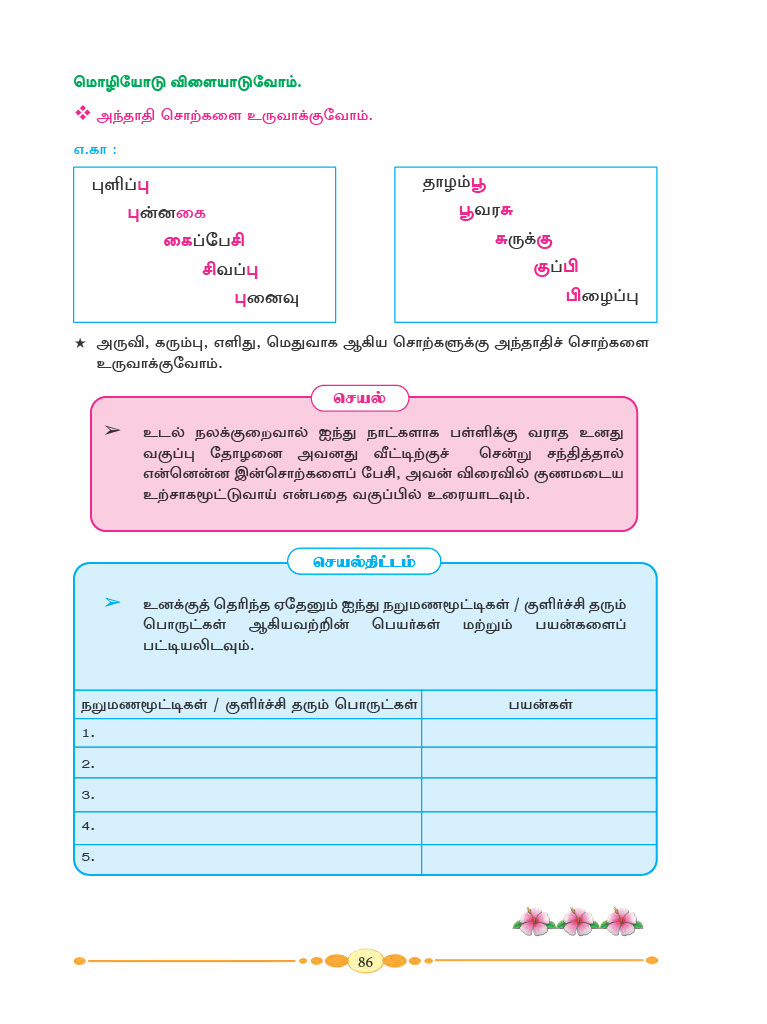 மொழியோடு விளையாடுவோம்.
❖ அந்தாதி சொற்களை உருவாக்குவோம்.
எ.கா :
புளிப்பு
புன்னகை
கைப்பேசி
சிவப்பு
புனைவு
தாழம்பூ
பூவரசு
சுருக்கு
குப்பி
பிழைப்பு
★ அருவி, கரும்பு, எளிது, மெதுவாக ஆகிய சொற்களுக்கு அந்தாதிச் சொற்களை
உருவாக்குவோம்.
செயல்
➢ உடல் நலக்குறைவால் ஐந்து நாட்களாக பள்ளிக்கு வராத உனது
வகுப்பு தோழனை அவனது வீட்டிற்குச் சென்று சந்தித்தால்
என்னென்ன இன்சொற்களைப் பேசி, அவன் விரைவில் குணமடைய
உற்சாகமூட்டுவாய் என்பதை வகுப்பில் உரையாடவும்.
செயல்திட்டம்
➢ உனக்குத் தெரிந்த ஏதேனும் ஐந்து நறுமணமூட்டிகள் / குளிர்ச்சி தரும்
பொருட்கள் ஆகியவற்றின் பெயர்கள் மற்றும் பயன்களைப்
பட்டியலிடவும்.
நறுமணமூட்டிகள் / குளிர்ச்சி தரும் பொருட்கள் பயன்கள்
1.
2.
3.
4.
5.
86